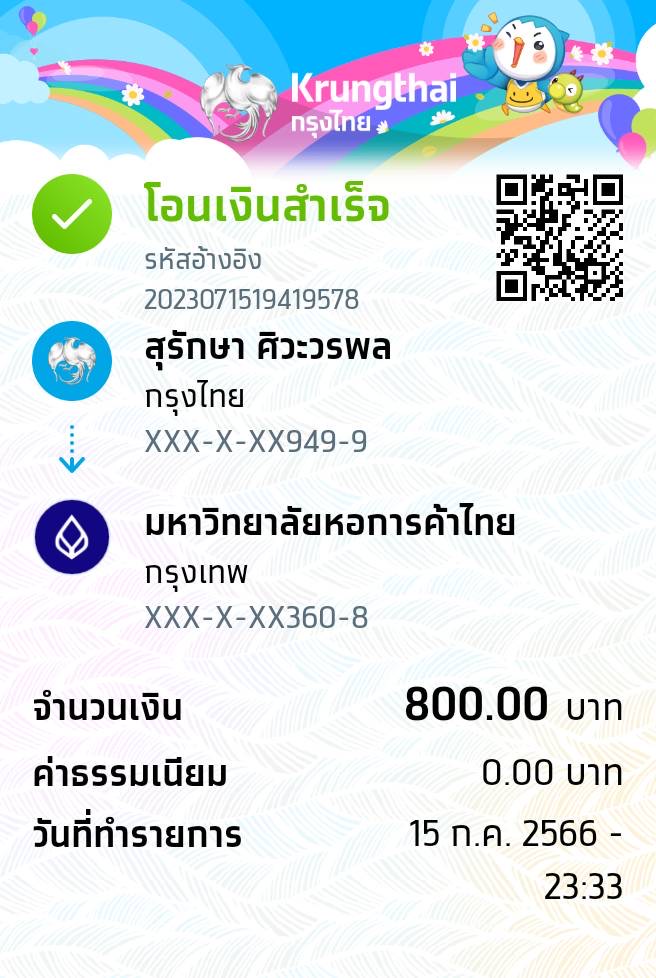 Krungthai
กรุงไทย
โอนเงินสำเร็จ
รหัสอ้างอิง
2023071519419578
สุรักษา ศิวะวรพล
กรุงไทย
XXX-X-XX949-9
มหาวิทยาลัยหอการค้าไทย
กรุงเทพ
XXX-X-XX360-8
จำนวนเงิน 800.00 บาท
ค่าธรรมเนียม 0.00 บาท
วันที่ทำรายการ 15 ก.ค. 2566 -
23:33